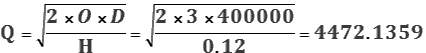 Q = √(2 × O × D / H) = √(2 × 3 × 400000 / 0.12) = 4472.1359